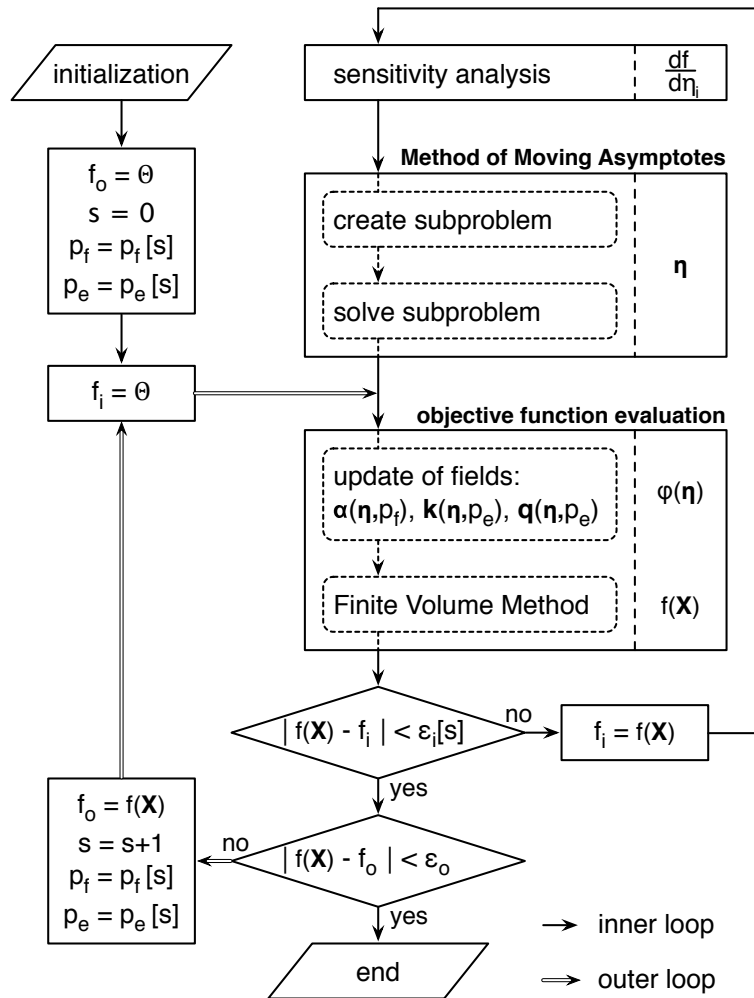 initialization
f_o = Θ
s = 0
p_f = p_f [s]
p_e = p_e [s]
f_i = Θ
sensitivity analysis
df
dη_i
Method of Moving Asymptotes
create subproblem
solve subproblem
η
objective function evaluation
update of fields:
α(η,p_f), k(η,p_e), q(η,p_e)
φ(η)
Finite Volume Method
f(X)
| f(X) - f_i | < ε_i[s]
no
f_i = f(X)
yes
| f(X) - f_o | < ε_o
no
f_o = f(X)
s = s+1
p_f = p_f [s]
p_e = p_e [s]
yes
end
inner loop
outer loop